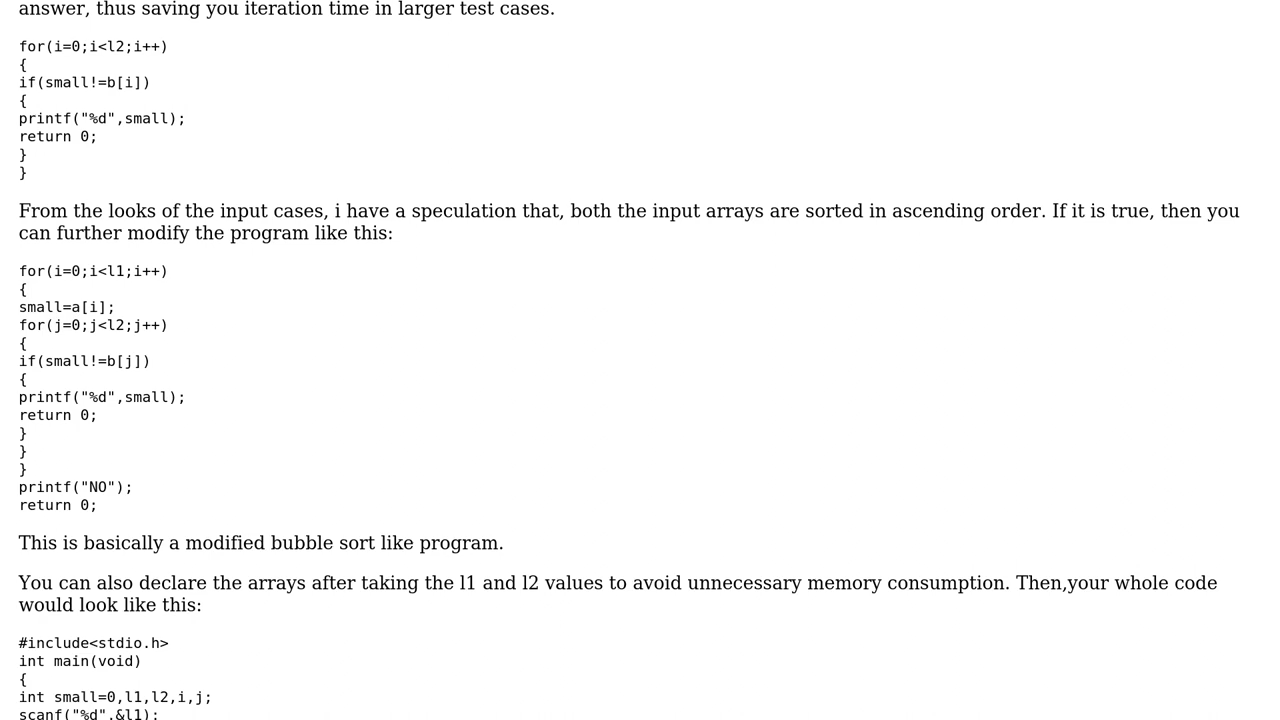 answer, thus saving you iteration time in larger test cases.
for(i=0;i<l2;i++)
{
if(small!=b[i])
{
printf("%d",small);
return 0;
}
}
From the looks of the input cases, i have a speculation that, both the input arrays are sorted in ascending order. If it is true, then you
can further modify the program like this:
for(i=0;i<l1;i++)
{
small=a[i];
for(j=0;j<l2;j++)
{
if(small!=b[j])
{
printf("%d",small);
return 0;
}
}
}
printf("NO");
return 0;
This is basically a modified bubble sort like program.
You can also declare the arrays after taking the l1 and l2 values to avoid unnecessary memory consumption. Then,your whole code
would look like this:
#include<stdio.h>
int main(void)
{
int small=0,l1,l2,i,j;
scanf("%d",&l1);